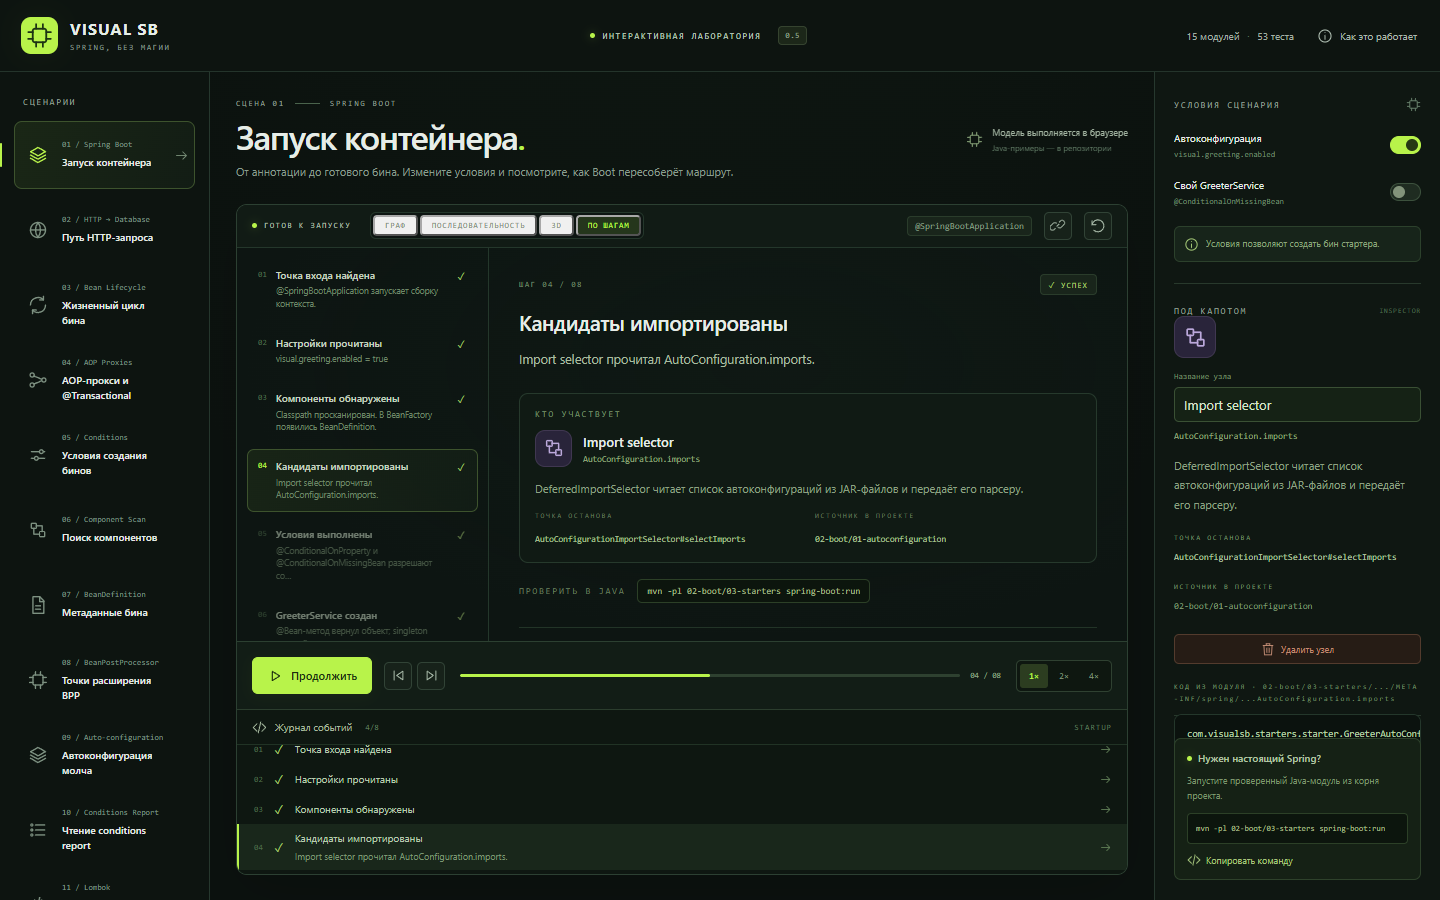 VISUAL SB
SPRING, БЕЗ МАГИИ
ИНТЕРАКТИВНАЯ ЛАБОРАТОРИЯ 0.5
15 модулей · 53 теста
Как это работает
СЦЕНАРИИ
01 / Spring Boot
Запуск контейнера
02 / HTTP → Database
Путь HTTP-запроса
03 / Bean Lifecycle
Жизненный цикл
бина
04 / AOP Proxies
AOP-прокси и
@Transactional
05 / Conditions
Условия создания
бинов
06 / Component Scan
Поиск компонентов
07 / BeanDefinition
Метаданные бина
08 / BeanPostProcessor
Точки расширения
BPP
09 / Auto-configuration
Автоконфигурация
молча
10 / Conditions Report
Чтение conditions
report
11 / Lombok
СЦЕНА 01 SPRING BOOT
Запуск контейнера.
От аннотации до готового бина. Измените условия и посмотрите, как Boot пересоберёт маршрут.
Модель выполняется в браузере
Java-примеры — в репозитории
ГОТОВ К ЗАПУСКУ
ГРАФ
ПОСЛЕДОВАТЕЛЬНОСТЬ
3D
ПО ШАГАМ
@SpringBootApplication
01 Точка входа найдена ✓
@SpringBootApplication запускает сборку
контекста.
02 Настройки прочитаны ✓
visual.greeting.enabled = true
03 Компоненты обнаружены ✓
Classpath просканирован. В BeanFactory
появились BeanDefinition.
04 Кандидаты импортированы ✓
Import selector прочитал
AutoConfiguration.imports.
05 Условия выполнены ✓
@ConditionalOnProperty и
@ConditionalOnMissingBean разрешают
со...
06 GreeterService создан ✓
@Bean-метод вернул объект; singleton
ШАГ 04 / 08
✓ УСПЕХ
Кандидаты импортированы
Import selector прочитал AutoConfiguration.imports.
КТО УЧАСТВУЕТ
Import selector
AutoConfiguration.imports
DeferredImportSelector читает список автоконфигураций из JAR-файлов и передаёт его парсеру.
ТОЧКА ОСТАНОВА
AutoConfigurationImportSelector#selectImports
ИСТОЧНИК В ПРОЕКТЕ
02-boot/01-autoconfiguration
ПРОВЕРИТЬ В JAVA
mvn -pl 02-boot/03-starters spring-boot:run
Продолжить
04 / 08
1×
2×
4×
Журнал событий 4/8
STARTUP
01 ✓ Точка входа найдена →
02 ✓ Настройки прочитаны →
03 ✓ Компоненты обнаружены →
04 ✓ Кандидаты импортированы →
Import selector прочитал AutoConfiguration.imports.
УСЛОВИЯ СЦЕНАРИЯ
Автоконфигурация
visual.greeting.enabled
Свой GreeterService
@ConditionalOnMissingBean
Условия позволяют создать бин стартера.
ПОД КАПОТОМ
INSPECTOR
Название узла
Import selector
AutoConfiguration.imports
DeferredImportSelector читает список
автоконфигураций из JAR-файлов и передаёт
его парсеру.
ТОЧКА ОСТАНОВА
AutoConfigurationImportSelector#selectImports
ИСТОЧНИК В ПРОЕКТЕ
02-boot/01-autoconfiguration
Удалить узел
КОД ИЗ МОДУЛЯ · 02-boot/03-starters/.../META
-INF/spring/...AutoConfiguration.imports
com.visualsb.starters.starter.GreeterAutoConf
Нужен настоящий Spring?
Запустите проверенный Java-модуль из корня
проекта.
mvn -pl 02-boot/03-starters spring-boot:run
Копировать команду